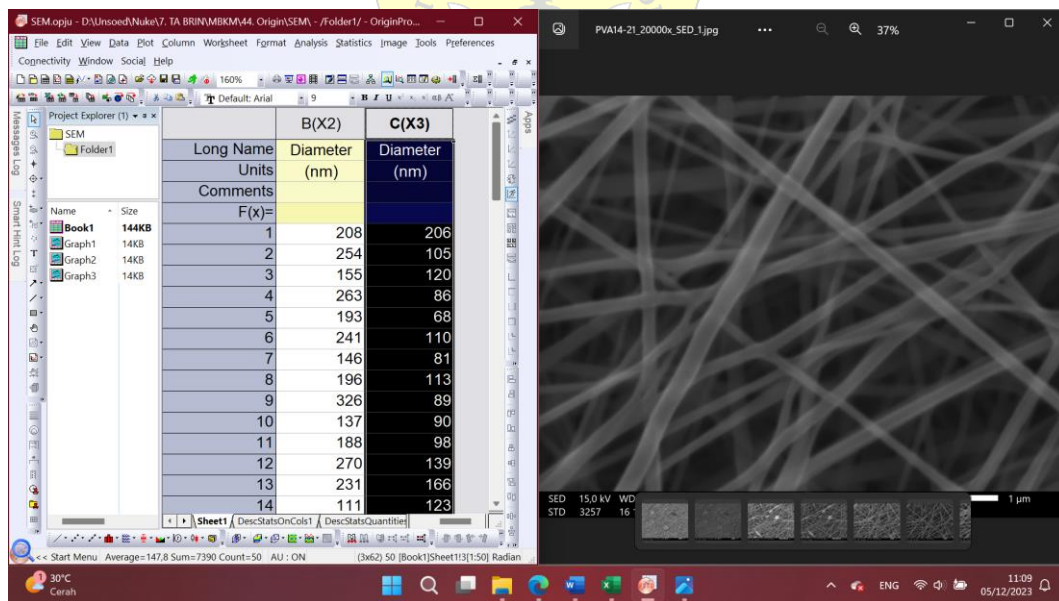 SEM.opju - D:\Unsoed\Nuke\7. TA BRIN\MBKM\44. Origin\SEM\ - /Folder1/ - OriginPro...
File Edit View Data Plot Column Worksheet Format Analysis Statistics Image Tools Preferences
Connectivity Window Social Help
160%
Default: Arial 9 B I U
Messages Log
Smart Hint Log
Project Explorer (1)
SEM
Folder1
Name Size
Book1 144KB
Graph1 14KB
Graph2 14KB
Graph3 14KB
Apps
B(X2) C(X3)
Long Name Diameter Diameter
Units (nm) (nm)
Comments
F(x)=
1 208 206
2 254 105
3 155 120
4 263 86
5 193 68
6 241 110
7 146 81
8 196 113
9 326 89
10 137 90
11 188 98
12 270 139
13 231 166
14 111 123
Sheet1 DescStatsOnCols1 DescStatsQuantities
<< Start Menu Average=147,8 Sum=7390 Count=50 AU : ON (3x62) 50 [Book1]Sheet1!3[1:50] Radian
PVA14-21_20000x_SED_1.jpg ... 37%
SED 15,0 kV WD
STD 3257 16
1 µm
1
30°C
Cerah
ENG
11:09
05/12/2023